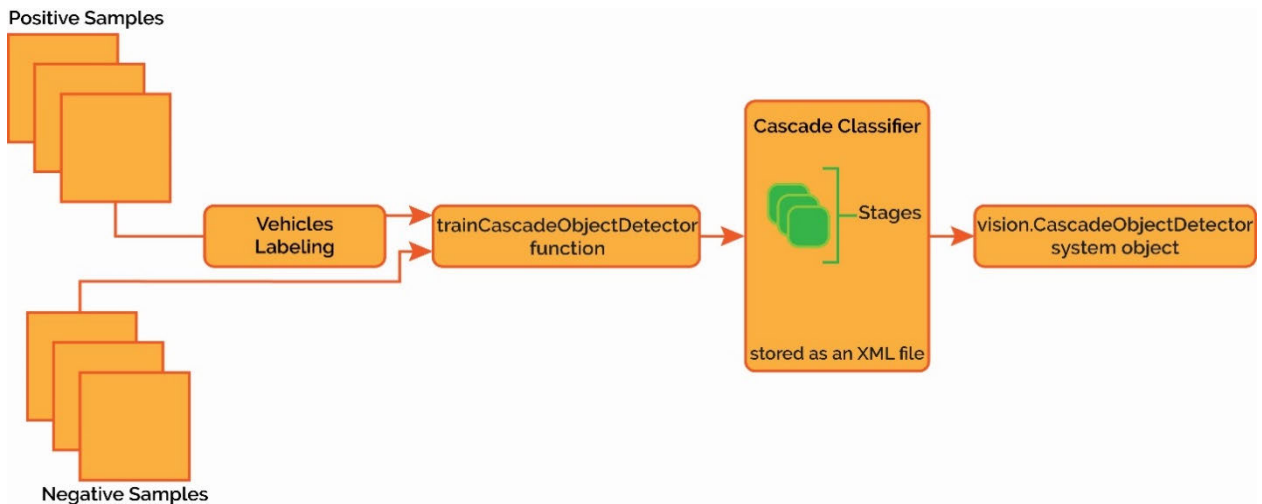 Positive Samples
Vehicles
Labeling
trainCascadeObjectDetector
function
Cascade Classifier
Stages
stored as an XML file
vision.CascadeObjectDetector
system object
Negative Samples